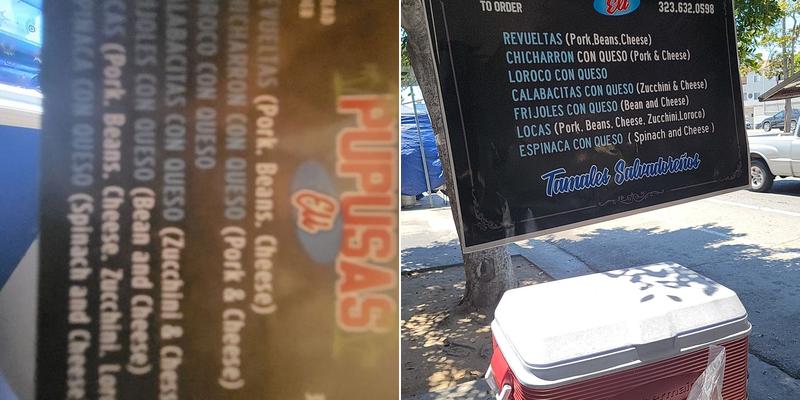 PUPUSAS
Eli
REVUELTAS (Pork. Beans. Cheese)
CHICHARRON CON QUESO (Pork & Cheese)
LOROCO CON QUESO
CALABACITAS CON QUESO (Zucchini & Chess
FRIJOLES CON QUESO (Bean and Cheese)
LOCAS (Pork. Beans, Cheese, Zucchini, Loro
ESPINACA CON QUESO (Spinach and Cheese
TO ORDER
Eli
323.632.0598
REVUELTAS (Pork.Beans.Cheese)
CHICHARRON CON QUESO (Pork & Cheese)
LOROCO CON QUESO
CALABACITAS CON QUESO (Zucchini & Cheese)
FRIJOLES CON QUESO (Bean and Cheese)
LOCAS (Pork. Beans. Cheese, Zucchini.Loroco)
ESPINACA CON QUESO ( Spinach and Cheese )
Tamales Salvadoreños